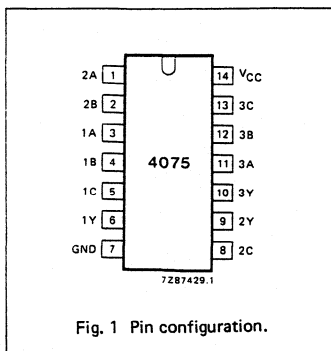 2A 1 14 VCC
2B 2 13 3C
1A 3 12 3B
1B 4 4075 11 3A
1C 5 10 3Y
1Y 6 9 2Y
GND 7 8 2C
7Z87429.1
Fig. 1 Pin configuration.